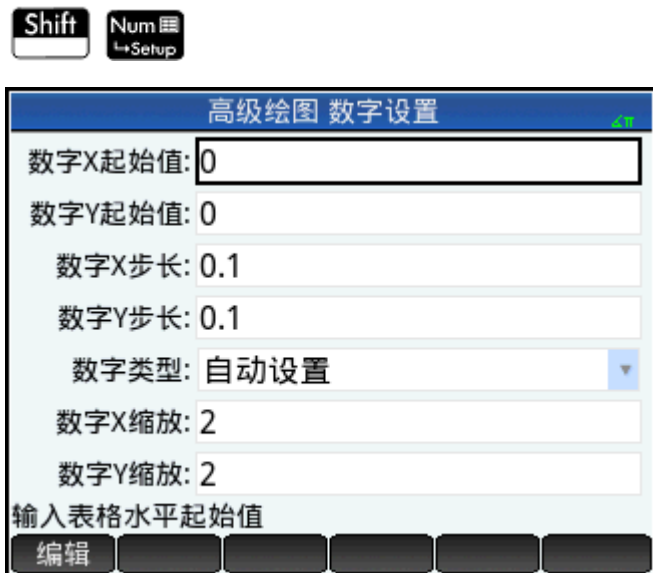 Shift Num
↪Setup
高级绘图 数字设置
∠π
数字X起始值: 0
数字Y起始值: 0
数字X步长: 0.1
数字Y步长: 0.1
数字类型: 自动设置
数字X缩放: 2
数字Y缩放: 2
输入表格水平起始值
编辑